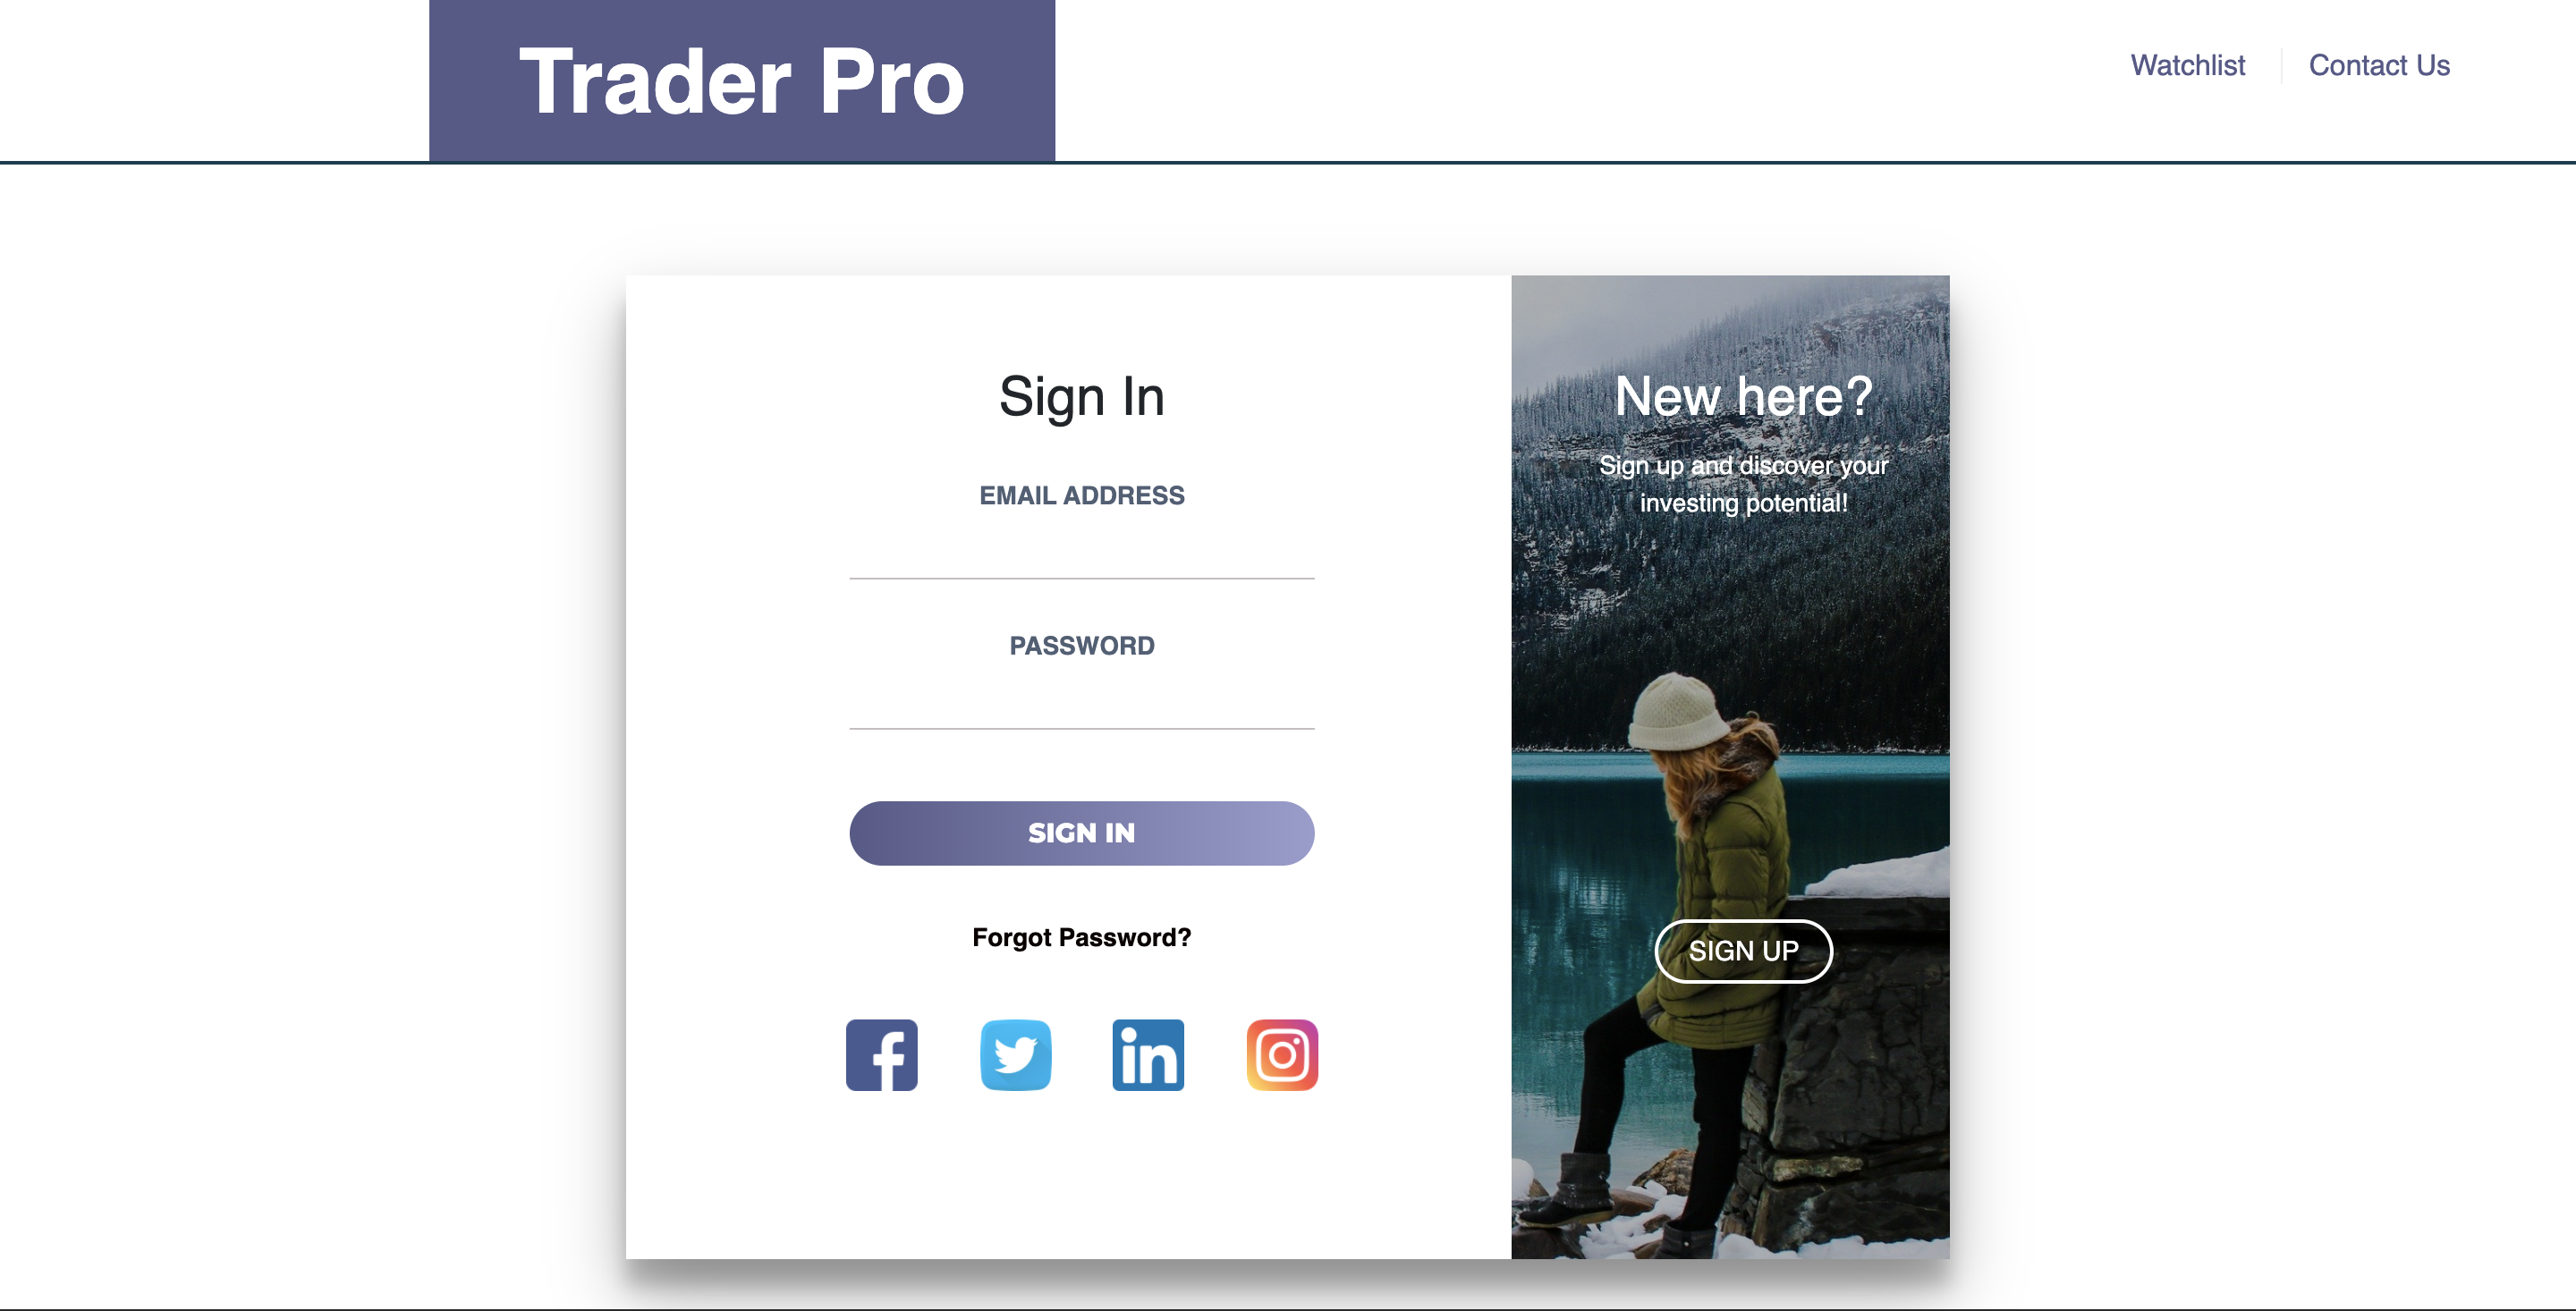 Trader Pro
Watchlist
Contact Us
Sign In
EMAIL ADDRESS
PASSWORD
SIGN IN
Forgot Password?
f
in
New here?
Sign up and discover your
investing potential!
SIGN UP